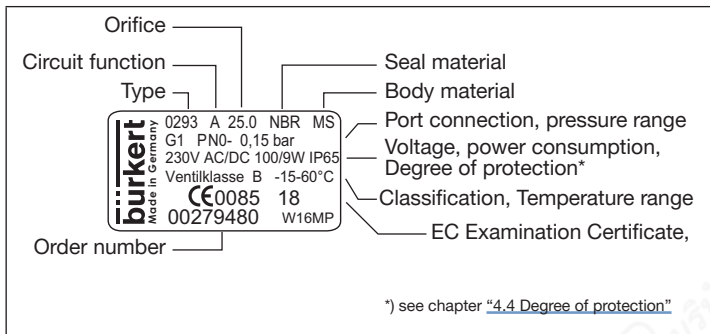 Orifice
Circuit function
Type
Seal material
Body material
Port connection, pressure range
Voltage, power consumption,
Degree of protection*
Classification, Temperature range
EC Examination Certificate,
Order number
burkert
Made in Germany
0293 A 25.0 NBR MS
G1 PN0- 0,15 bar
230V AC/DC 100/9W IP65
Ventilklasse B -15-60°C
CE0085 18
00279480 W16MP
*) see chapter "4.4 Degree of protection"